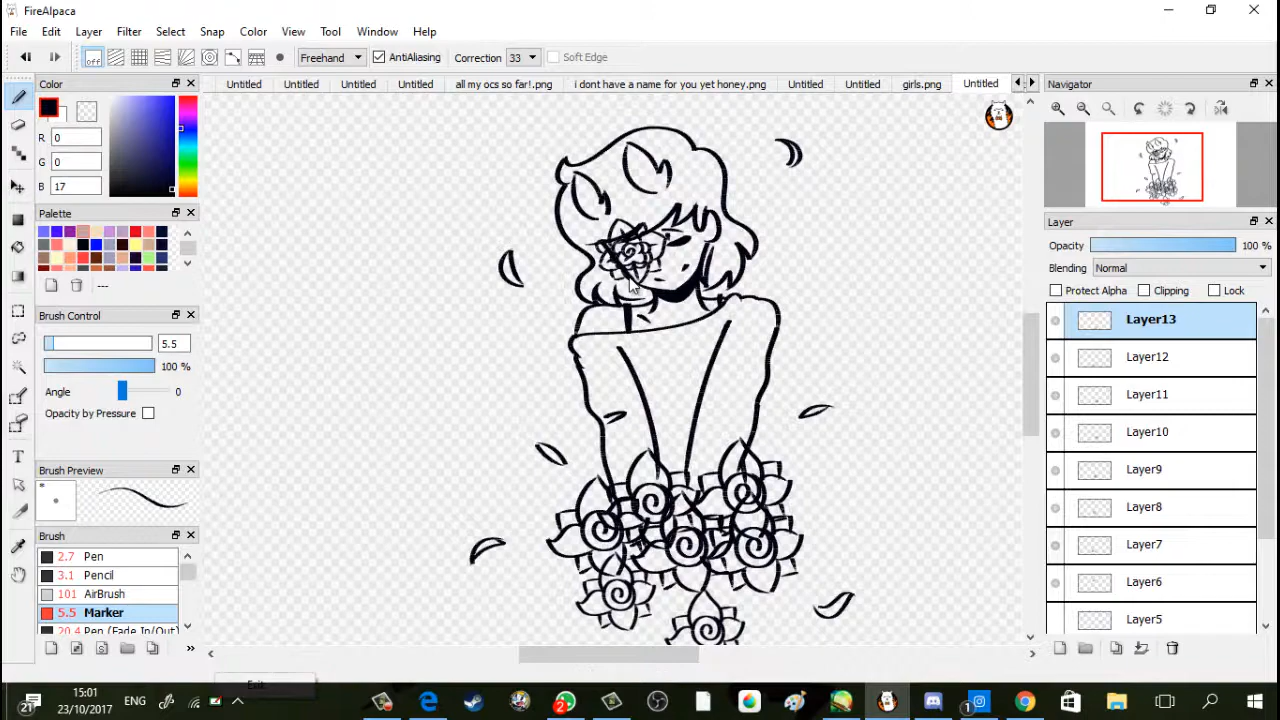 FireAlpaca
File Edit Layer Filter Select Snap Color View Tool Window Help
off Freehand AntiAliasing Correction 33 Soft Edge
Color
R 0
G 0
B 17
Palette
---
Brush Control
5.5
100 %
Angle 0
Opacity by Pressure
Brush Preview
Brush
2.7 Pen
3.1 Pencil
101 AirBrush
5.5 Marker
20.4 Pen (Fade In/Out)
Untitled Untitled Untitled Untitled all my ocs so far!.png i dont have a name for you yet honey.png Untitled Untitled girls.png Untitled
Navigator
Layer
Opacity 100 %
Blending Normal
Protect Alpha Clipping Lock
Layer13
Layer12
Layer11
Layer10
Layer9
Layer8
Layer7
Layer6
Layer5
Exit
21 15:01
23/10/2017 ENG 2 1